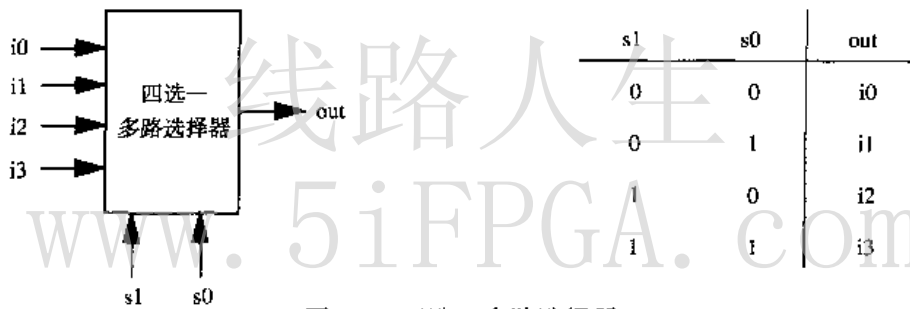 i0
i1
i2
i3
四选一
多路选择器
out
s1 s0
s1 s0 out
0 0 i0
0 1 i1
1 0 i2
1 1 i3
线路人生
www.5iFPGA.com